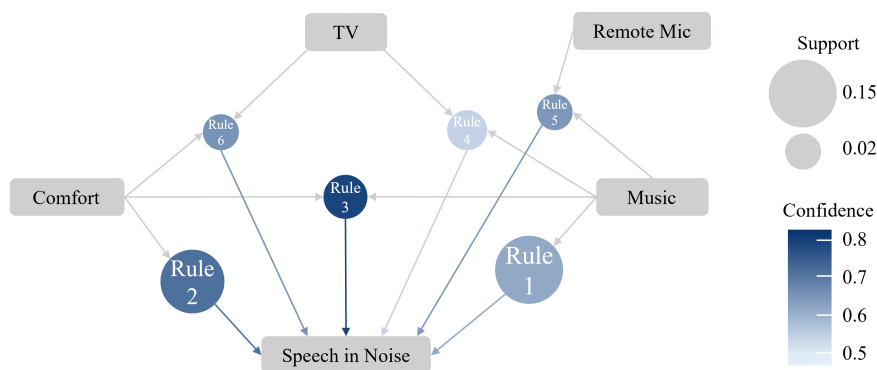 TV
Remote Mic
Support
0.15
Rule
5
Rule
6
Rule
4
0.02
Comfort
Rule
3
Music
Confidence
0.8
Rule
2
Rule
1
0.7
0.6
0.5
Speech in Noise